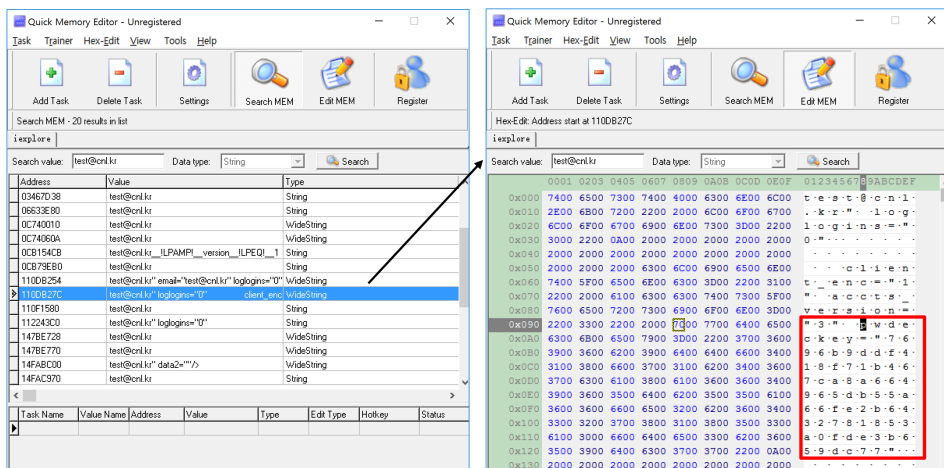 Quick Memory Editor - Unregistered
Task Trainer Hex-Edit View Tools Help
Add Task Delete Task Settings Search MEM Edit MEM Register
Search MEM - 20 results in list
iexplore
Search value: test@cnl.kr Data type: String Search
Address Value Type
03467D38 test@cnl.kr String
06633E80 test@cnl.kr String
0C740010 test@cnl.kr WideString
0C74060A test@cnl.kr WideString
0CB154CB test@cnl.kr__!LPAMP!__version__!LPEQ!__1 String
0CB79EB0 test@cnl.kr String
110DB254 test@cnl.kr" email="test@cnl.kr" loglogins="0" WideString
110DB27C test@cnl.kr" loglogins="0" client_enc WideString
110F1580 test@cnl.kr String
112243C0 test@cnl.kr" loglogins="0" String
147BE728 test@cnl.kr WideString
147BE770 test@cnl.kr WideString
14FABC00 test@cnl.kr" data2=""/> WideString
14FAC970 test@cnl.kr String
Task Name Value Name Address Value Type Edit Type Hotkey Status
Quick Memory Editor - Unregistered
Task Trainer Hex-Edit View Tools Help
Add Task Delete Task Settings Search MEM Edit MEM Register
Hex-Edit: Address start at 110DB27C
iexplore
Search value: test@cnl.kr Data type: String Search
0001 0203 0405 0607 0809 0A0B 0C0D 0E0F 0123456789ABCDEF
0x000 7400 6500 7300 7400 4000 6300 6E00 6C00 t·e·s·t·@·c·n·l·
0x010 2E00 6B00 7200 2200 2000 6C00 6F00 6700 .·k·r·"· ·l·o·g·
0x020 6C00 6F00 6700 6900 6E00 7300 3D00 2200 l·o·g·i·n·s·=·"·
0x030 3000 2200 0A00 2000 2000 2000 2000 2000 0·"··· · · · · ·
0x040 2000 2000 2000 2000 2000 2000 2000 2000 · · · · · · · ·
0x050 2000 2000 2000 6300 6C00 6900 6500 6E00 · · ·c·l·i·e·n·
0x060 7400 5F00 6500 6E00 6300 3D00 2200 3100 t·_·e·n·c·=·"·1·
0x070 2200 2000 6100 6300 6300 7400 7300 5F00 "· ·a·c·c·t·s·_·
0x080 7600 6500 7200 7300 6900 6F00 6E00 3D00 v·e·r·s·i·o·n·=·
0x090 2200 3300 2200 2000 7000 7700 6400 6500 "·3·"· ·p·w·d·e·
0x0A0 6300 6B00 6500 7900 3D00 2200 3700 3600 c·k·e·y·=·"·7·6·
0x0B0 3900 3600 6200 3900 6400 6400 6600 3400 9·6·b·9·d·d·f·4·
0x0C0 3100 3800 6600 3700 3100 6200 3400 3600 1·8·f·7·1·b·4·6·
0x0D0 3700 6300 6100 3800 6100 3600 3600 3400 7·c·a·8·a·6·6·4·
0x0E0 3900 3600 3500 6400 6200 3500 3500 6100 9·6·5·d·b·5·5·a·
0x0F0 3600 3600 6600 6500 3200 6200 3600 3400 6·6·f·e·2·b·6·4·
0x100 3300 3200 3700 3800 3100 3800 3500 3300 3·2·7·8·1·8·5·3·
0x110 6100 3000 6600 6400 6500 3300 6200 3600 a·0·f·d·e·3·b·6·
0x120 3500 3900 6400 6300 3700 3700 2200 0A00 5·9·d·c·7·7·"···
0x130 2000 2000 2000 2000 2000 2000 2000 2000